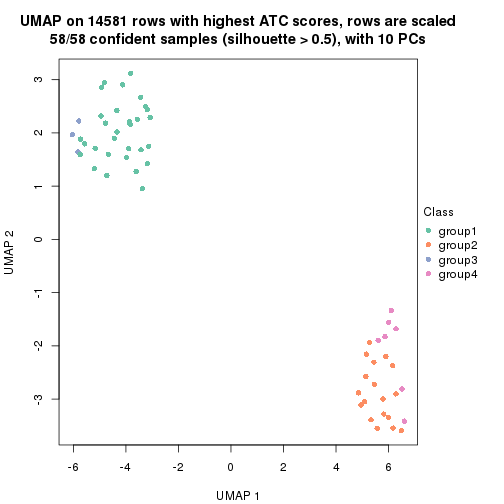 UMAP on 14581 rows with highest ATC scores, rows are scaled
58/58 confident samples (silhouette > 0.5), with 10 PCs
3
2
1
0
-1
-2
-3
UMAP 2
-6
-4
-2
0
2
4
6
UMAP 1
Class
group1
group2
group3
group4